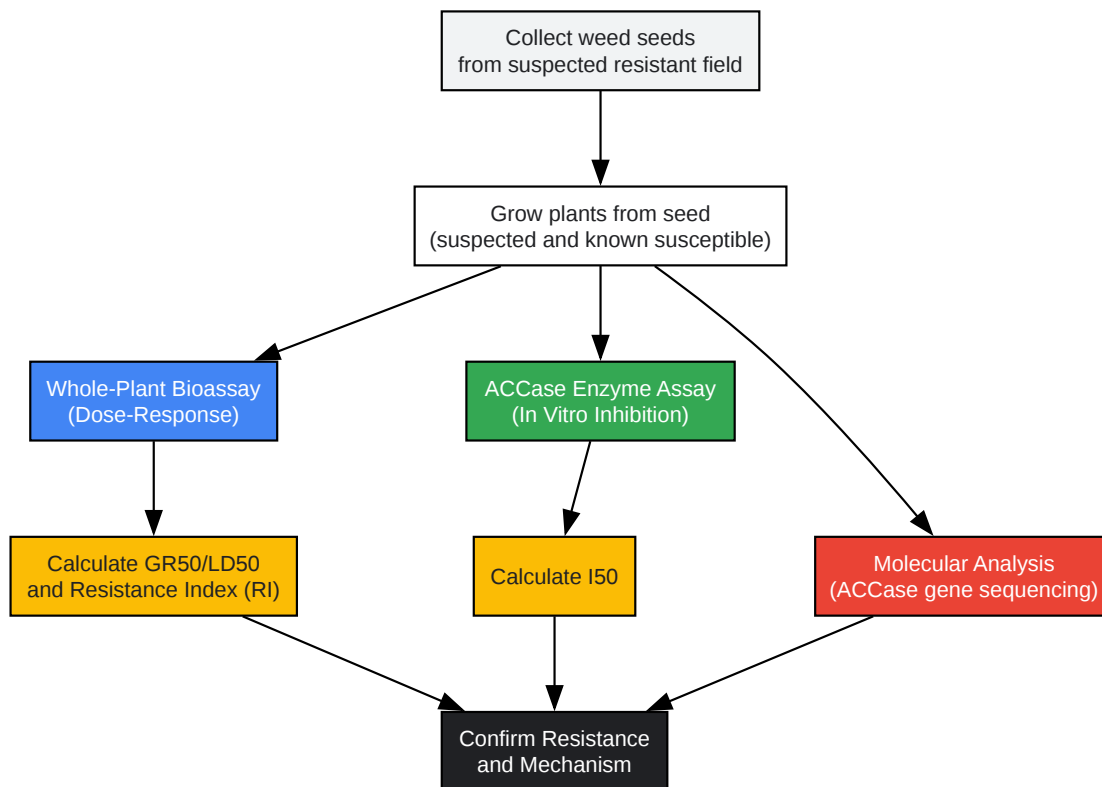 Collect weed seeds
from suspected resistant field
Grow plants from seed
(suspected and known susceptible)
Whole-Plant Bioassay
(Dose-Response)
ACCase Enzyme Assay
(In Vitro Inhibition)
Calculate GR50/LD50
and Resistance Index (RI)
Calculate I50
Molecular Analysis
(ACCase gene sequencing)
Confirm Resistance
and Mechanism